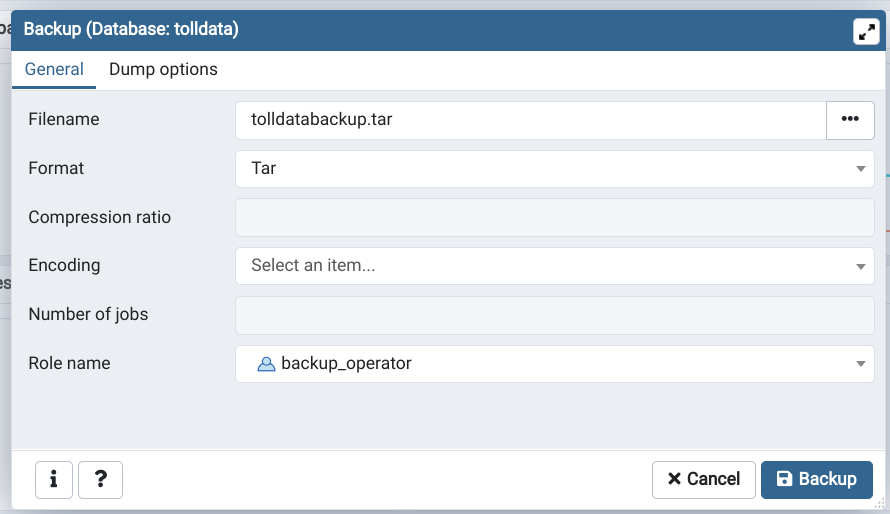 Backup (Database: tolldata)
General Dump options
Filename tolldatabackup.tar •••
Format Tar
Compression ratio
Encoding Select an item...
Number of jobs
Role name backup_operator
i ? Cancel Backup